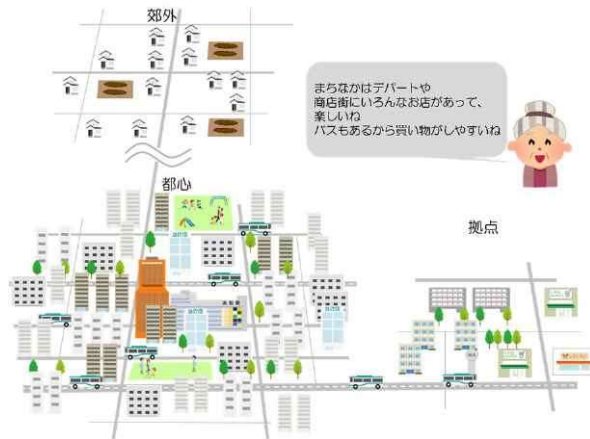 郊外
まちなかはデパートや
商店街にいろんなお店があって、
楽しいね
バスもあるから買い物がしやすいね
都心
拠点